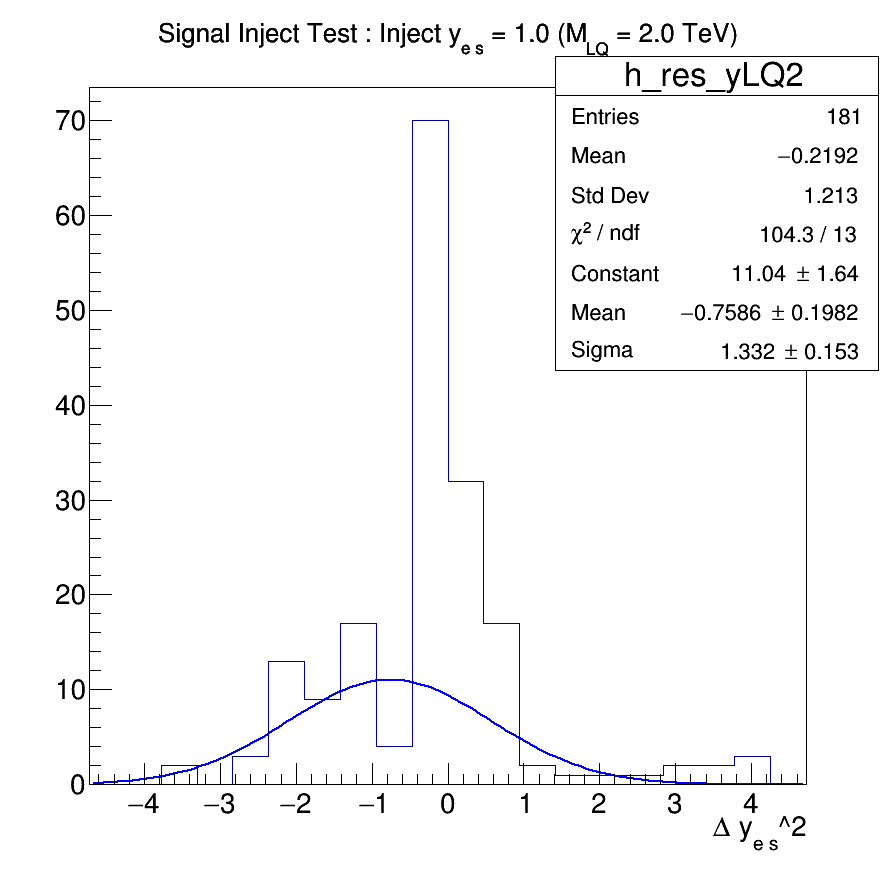 Signal Inject Test : Inject y_{e s} = 1.0 (M_{LQ} = 2.0 TeV)
h_res_yLQ2
Entries 181
Mean −0.2192
Std Dev 1.213
χ² / ndf 104.3 / 13
Constant 11.04 ± 1.64
Mean −0.7586 ± 0.1982
Sigma 1.332 ± 0.153
70
60
50
40
30
20
10
0
−4 −3 −2 −1 0 1 2 3 4
Δ y_{e s}^2